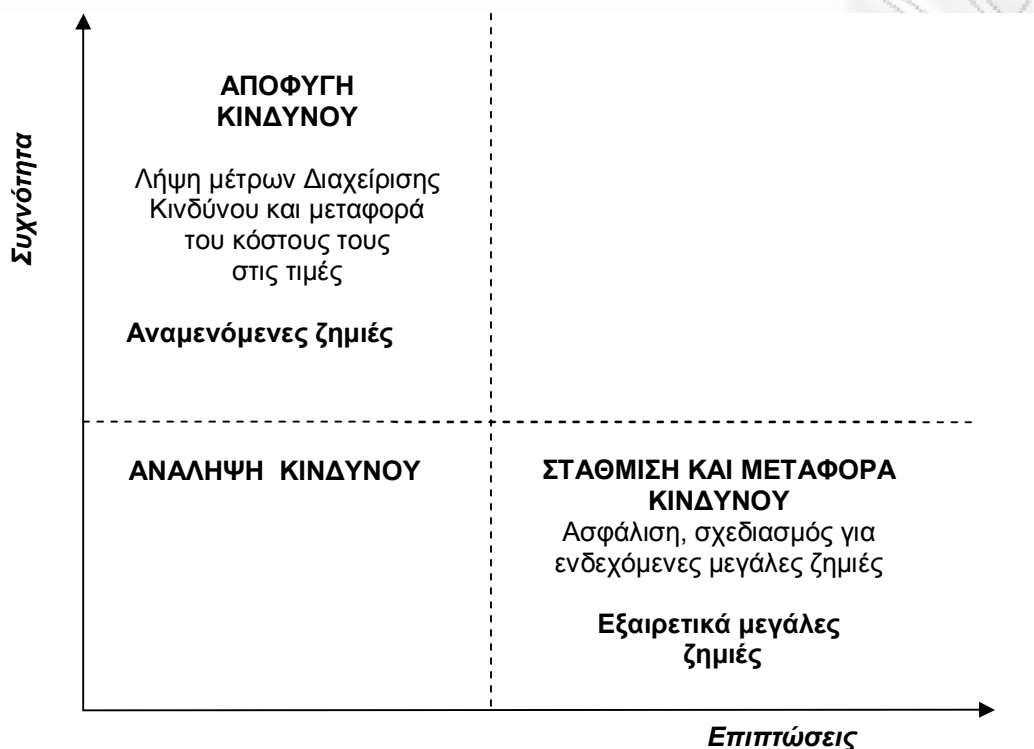 Συχνότητα
ΑΠΟΦΥΓΗ
ΚΙΝΔΥΝΟΥ
Λήψη μέτρων Διαχείρισης
Κινδύνου και μεταφορά
του κόστους τους
στις τιμές
Αναμενόμενες ζημιές
ΑΝΑΛΗΨΗ ΚΙΝΔΥΝΟΥ
ΣΤΑΘΜΙΣΗ ΚΑΙ ΜΕΤΑΦΟΡΑ
ΚΙΝΔΥΝΟΥ
Ασφάλιση, σχεδιασμός για
ενδεχόμενες μεγάλες ζημιές
Εξαιρετικά μεγάλες
ζημιές
Επιπτώσεις